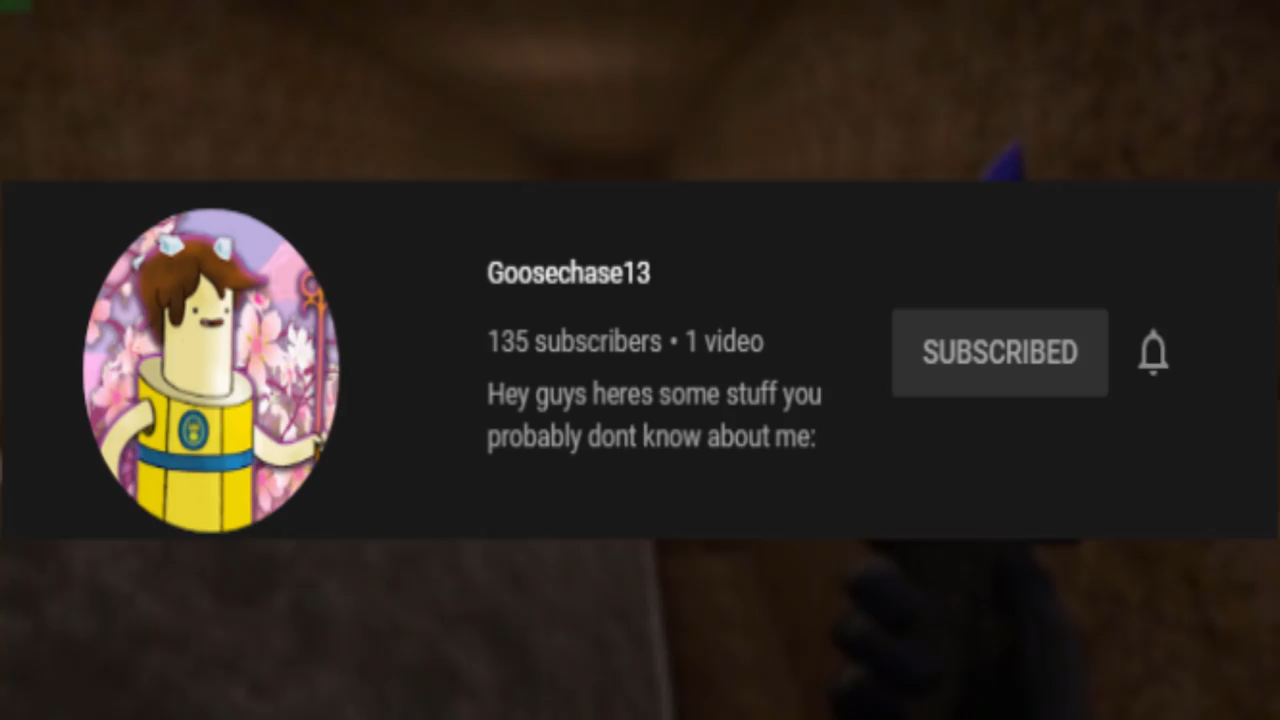 Goosechase13
135 subscribers • 1 video
SUBSCRIBED
Hey guys heres some stuff you
probably dont know about me: